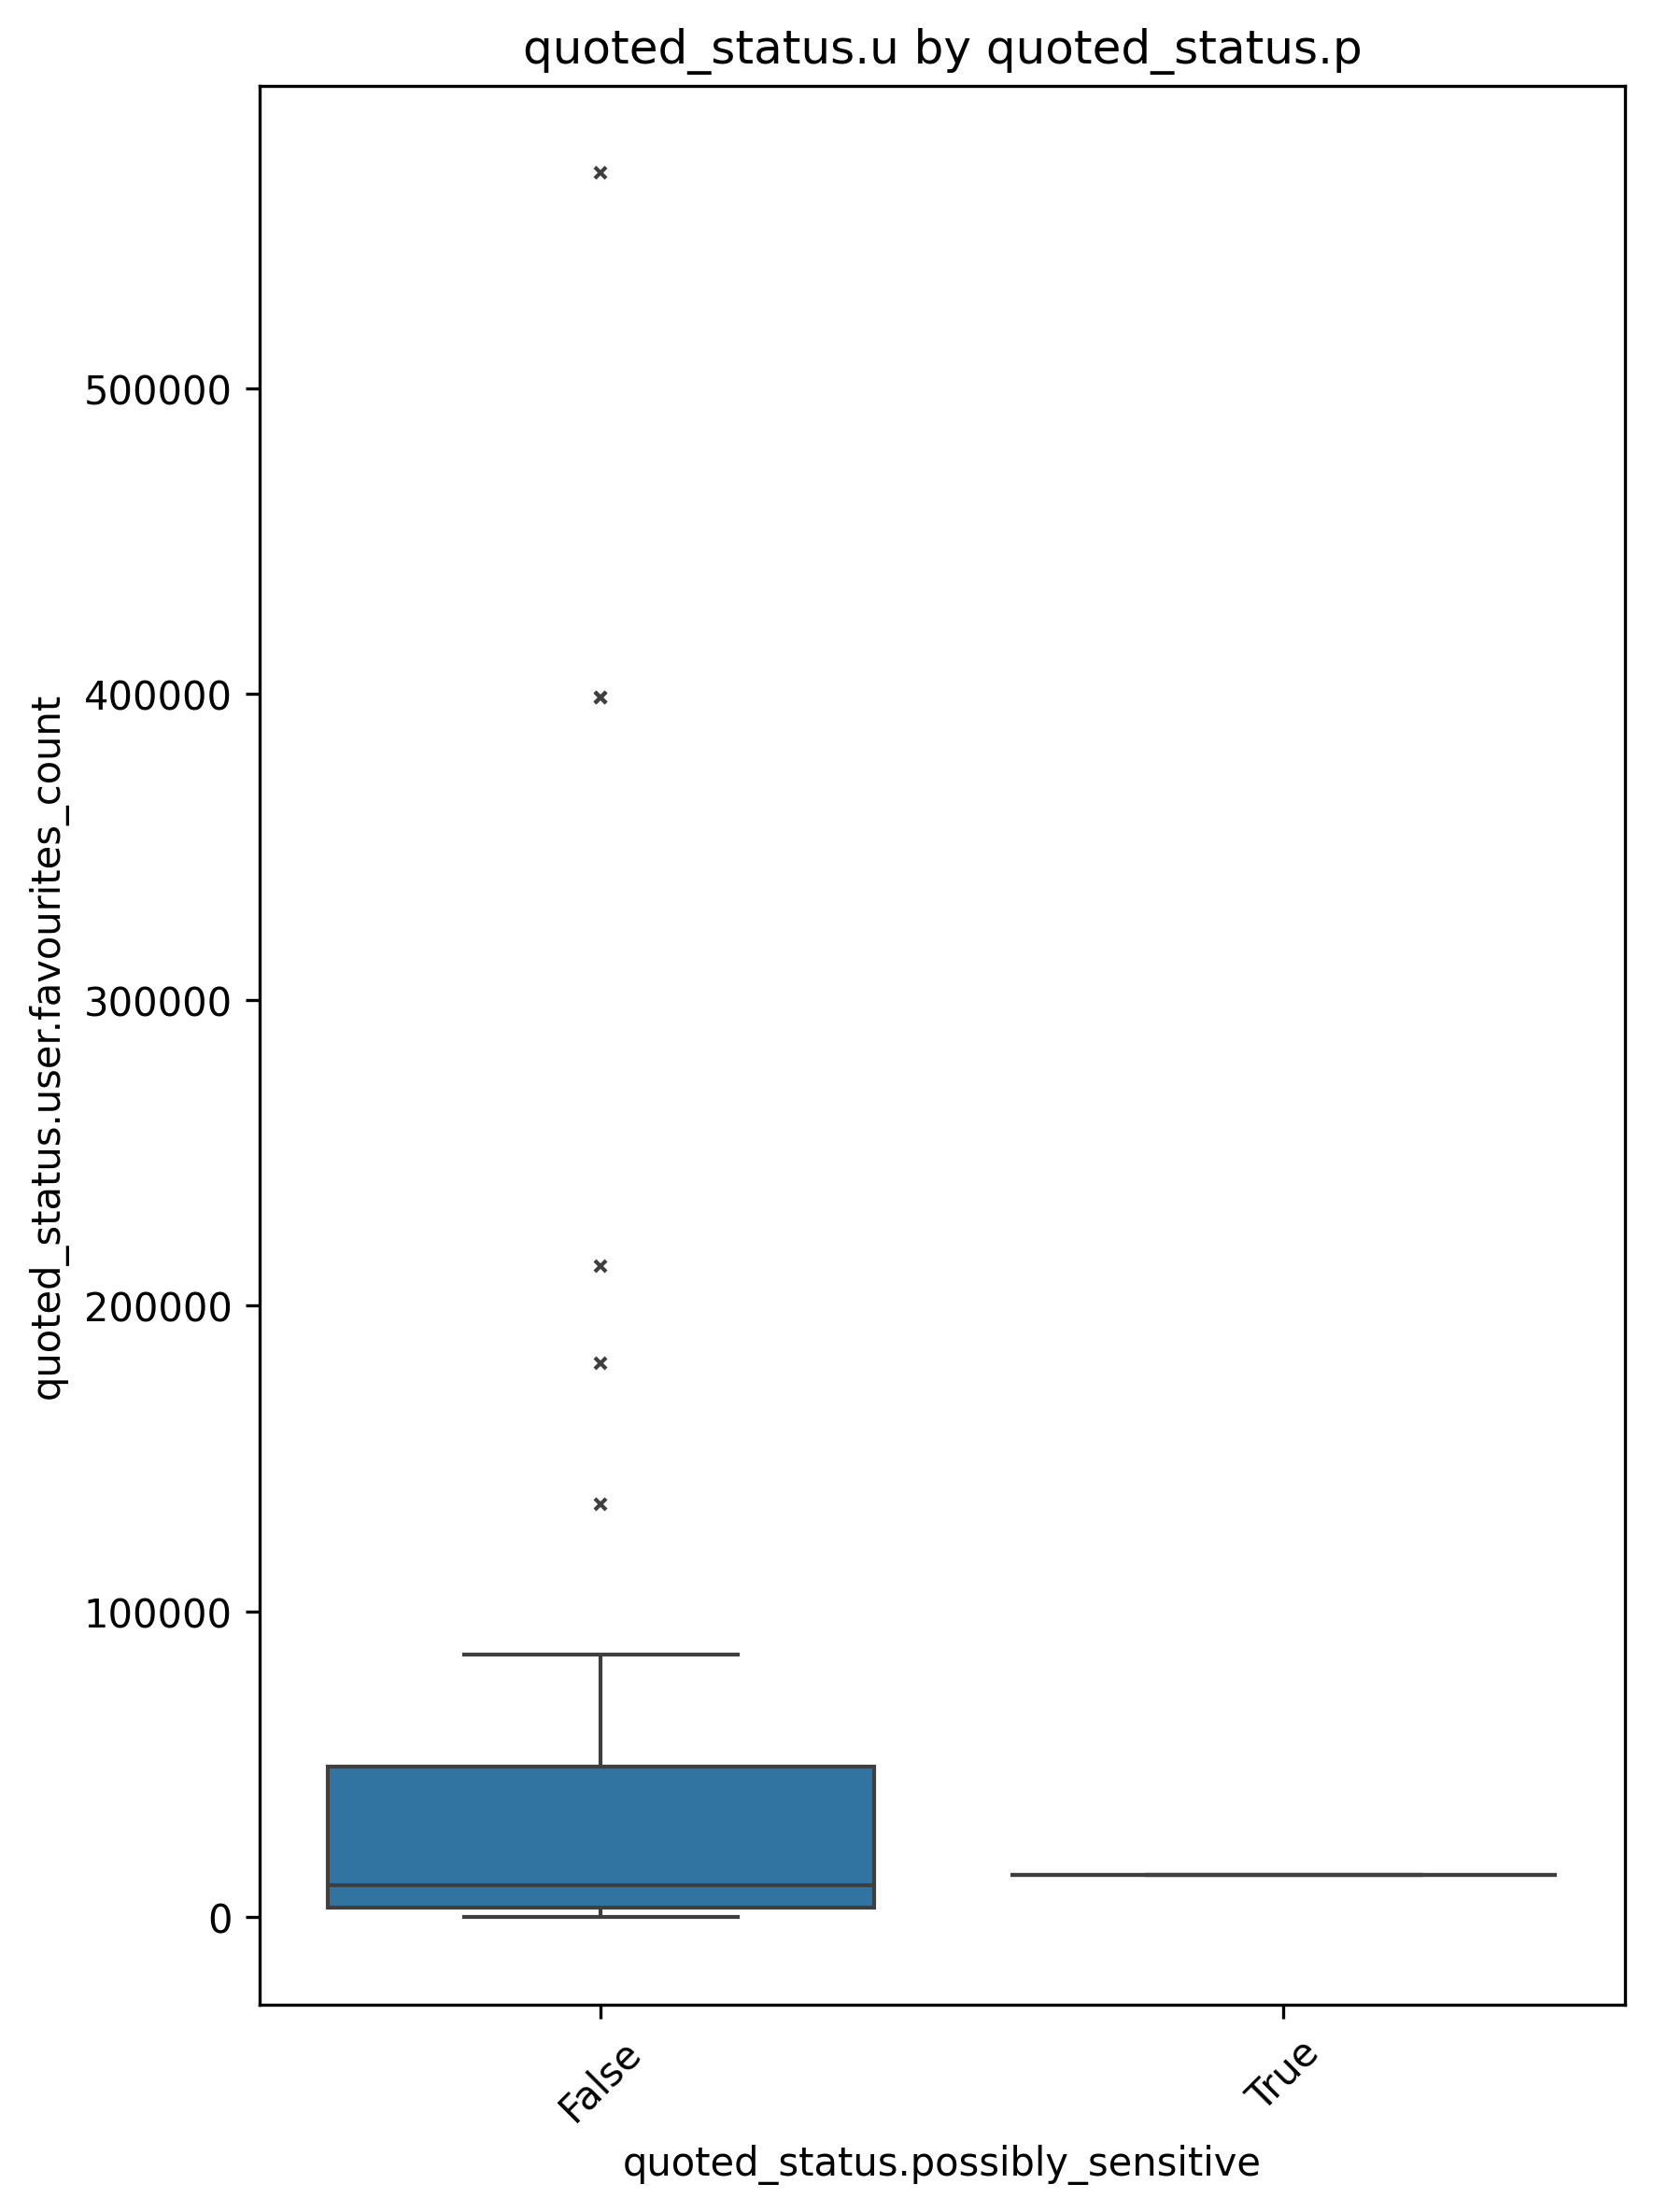 quoted_status.u by quoted_status.p
quoted_status.user.favourites_count
500000
400000
300000
200000
100000
0
False
True
quoted_status.possibly_sensitive